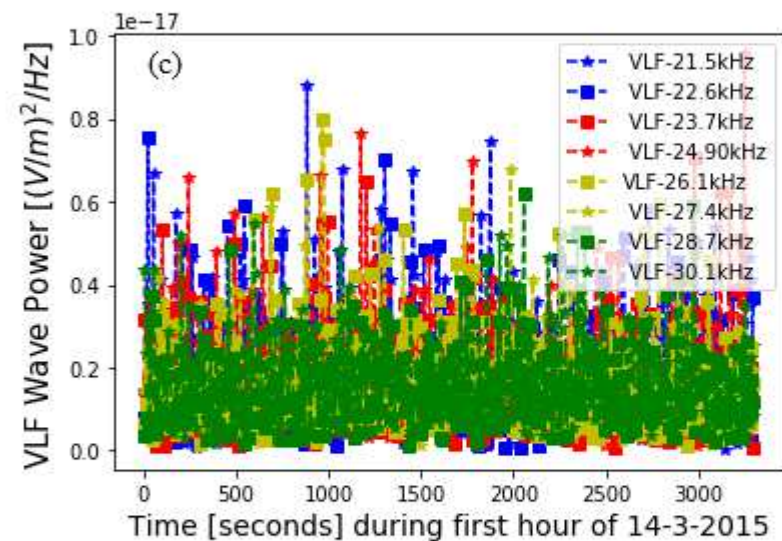 1e−17
(c)
VLF-21.5kHz
VLF-22.6kHz
VLF-23.7kHz
VLF-24.90kHz
VLF-26.1kHz
VLF-27.4kHz
VLF-28.7kHz
VLF-30.1kHz
1.0
0.8
0.6
0.4
0.2
0.0
VLF Wave Power [(V/m)²/Hz]
0 500 1000 1500 2000 2500 3000
Time [seconds] during first hour of 14-3-2015